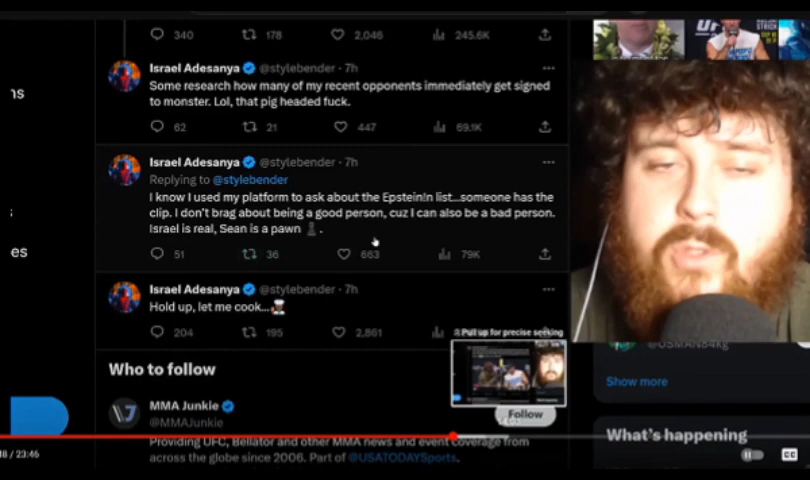 340 178 2,046 245.6K
Israel Adesanya @stylebender · 7h
Some research how many of my recent opponents immediately get signed
to monster. Lol, that pig headed fuck.
62 21 447 69.1K
Israel Adesanya @stylebender · 7h
Replying to @stylebender
I know I used my platform to ask about the Epstein!n list...someone has the
clip. I don't brag about being a good person, cuz I can also be a bad person.
Israel is real, Sean is a pawn ♟️.
51 36 663 79K
Israel Adesanya @stylebender · 7h
Hold up, let me cook...
204 195 2,861
Pull up for precise seeking
Who to follow
MMA Junkie
@MMAJunkie
Follow
Providing UFC, Bellator and other MMA news and event coverage from
across the globe since 2006. Part of @USATODAYSports.
es
@USMAN84kg
Show more
What's happening
/ 23:46
CC